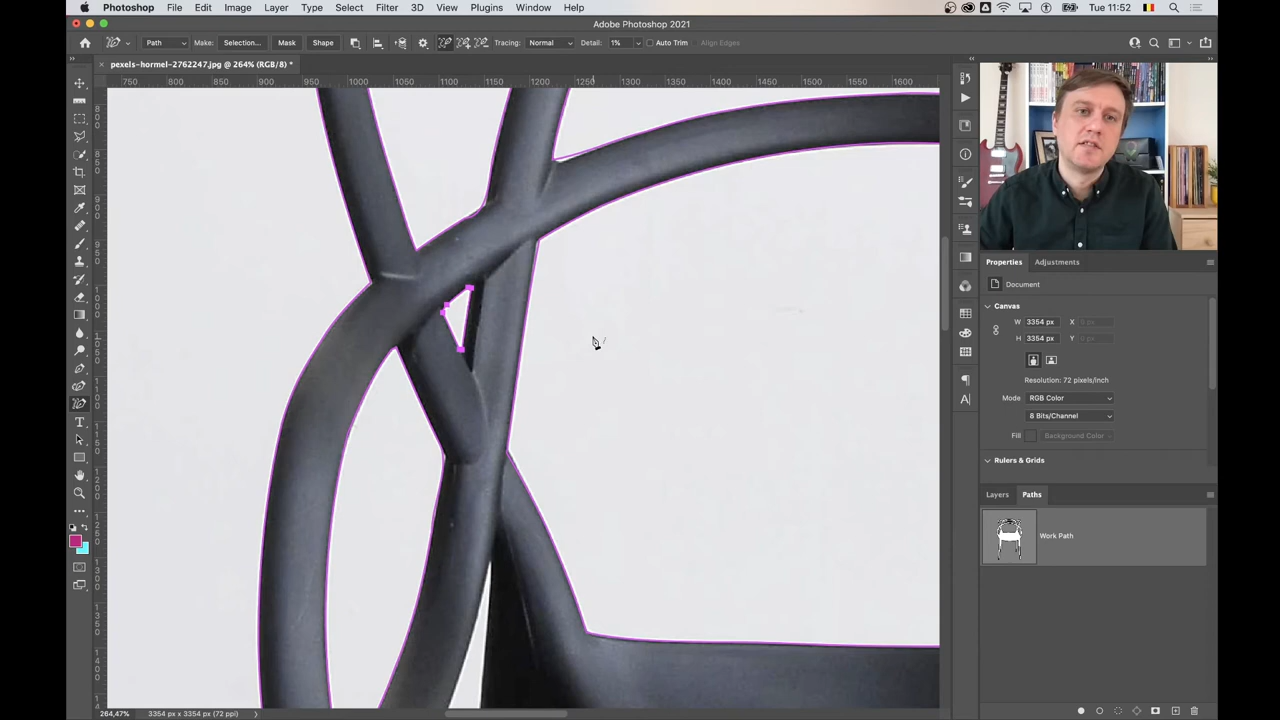 Photoshop File Edit Image Layer Type Select Filter 3D View Plugins Window Help Tue 11:52
Adobe Photoshop 2021
Path Make: Selection... Mask Shape Tracing: Normal Detail: 1% Auto Trim Align Edges
pexels-hormel-2762247.jpg @ 264% (RGB/8) *
750 800 850 900 950 1000 1050 1100 1150 1200 1250 1300 1350 1400 1450 1500 1550 1600
Properties Adjustments
Document
Canvas
W 3354 px X 0 px
H 3354 px Y 0 px
Resolution: 72 pixels/inch
Mode RGB Color
8 Bits/Channel
Fill Background Color
Rulers & Grids
Layers Paths
Work Path
264,47% 3354 px x 3354 px (72 ppi)